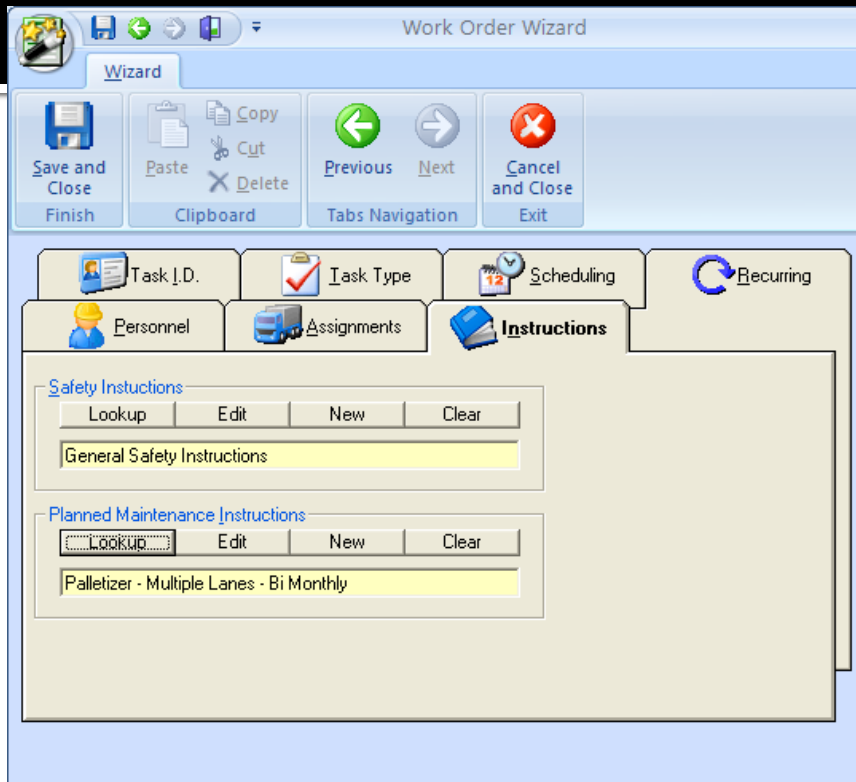 Work Order Wizard
Wizard
Save and Close
Paste
Copy
Cut
Delete
Previous
Next
Cancel and Close
Finish
Clipboard
Tabs Navigation
Exit
Task I.D.
Task Type
12
Scheduling
Recurring
Personnel
Assignments
Instructions
Safety Instuctions
Lookup Edit New Clear
General Safety Instructions
Planned Maintenance Instructions
Lookup Edit New Clear
Palletizer - Multiple Lanes - Bi Monthly